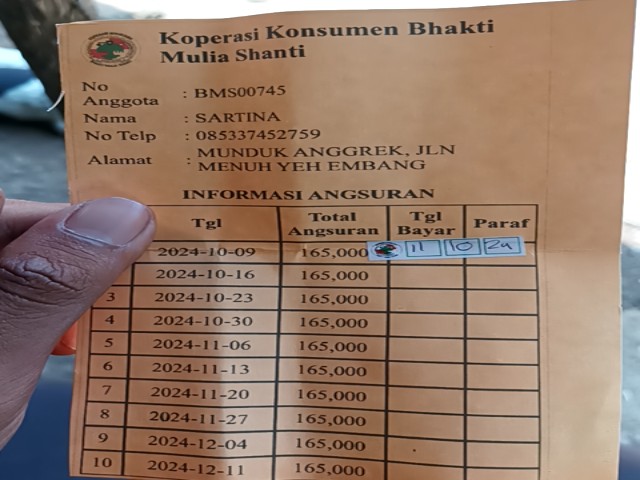 Koperasi Konsumen Bhakti
Mulia Shanti
No
Anggota : BMS00745
Nama : SARTINA
No Telp : 085337452759
Alamat : MUNDUK ANGGREK, JLN
MENUH YEH EMBANG
INFORMASI ANGSURAN
Tgl Total Angsuran Tgl Bayar Paraf
2024-10-09 165,000 11 10 24
2024-10-16 165,000
3 2024-10-23 165,000
4 2024-10-30 165,000
5 2024-11-06 165,000
6 2024-11-13 165,000
7 2024-11-20 165,000
8 2024-11-27 165,000
9 2024-12-04 165,000
10 2024-12-11 165,000